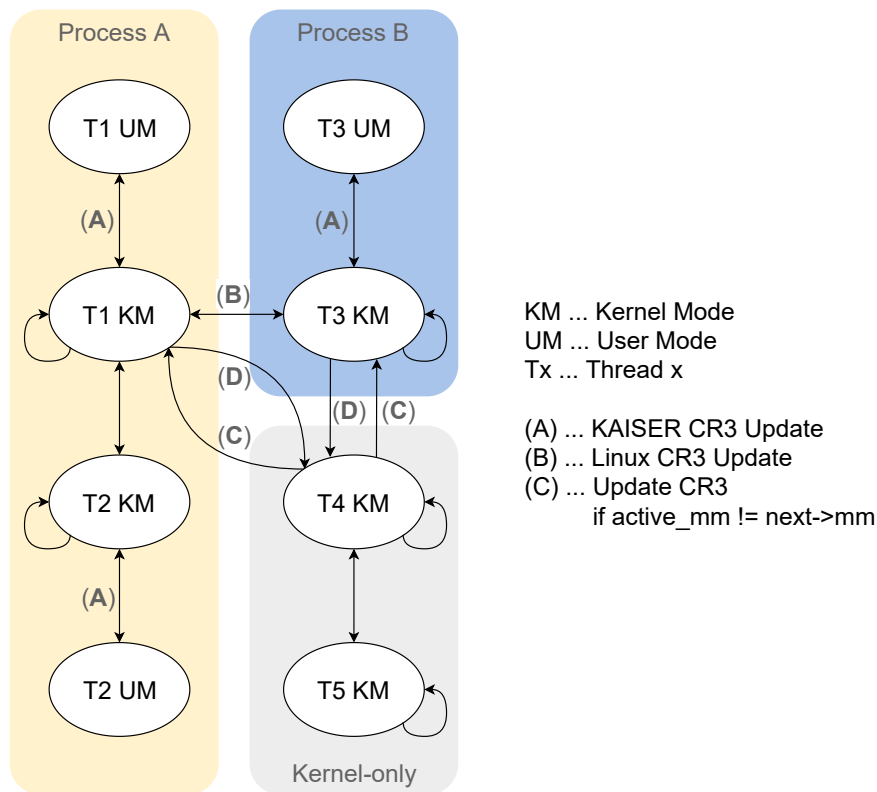 Process A
Process B
T1 UM
T3 UM
(A)
(A)
(B)
T1 KM
T3 KM
(D)
(D)
(C)
(C)
T2 KM
T4 KM
(A)
T2 UM
T5 KM
Kernel-only
KM ... Kernel Mode
UM ... User Mode
Tx ... Thread x
(A) ... KAISER CR3 Update
(B) ... Linux CR3 Update
(C) ... Update CR3
if active_mm != next->mm